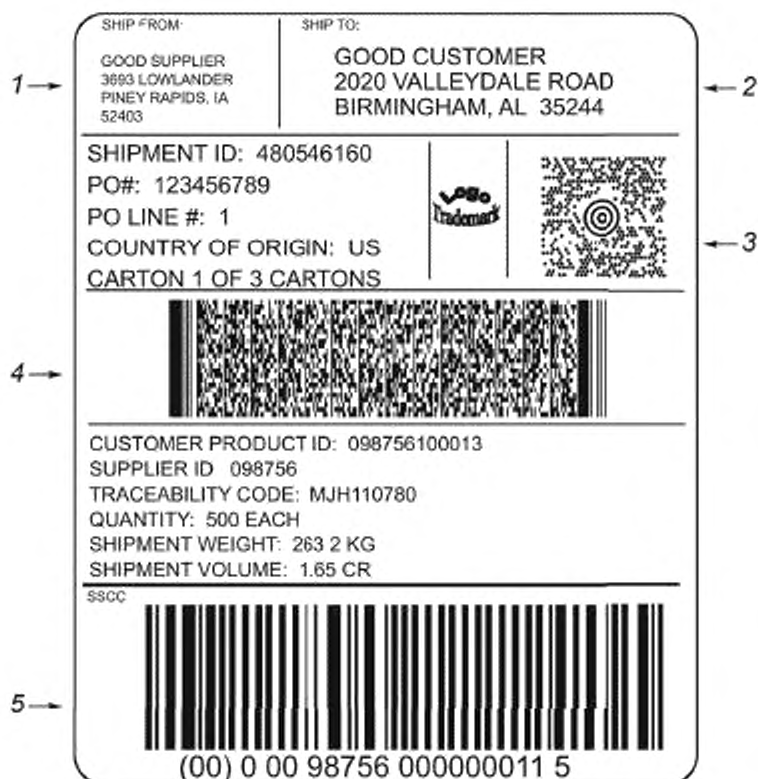 SHIP FROM:
SHIP TO:
GOOD SUPPLIER
3693 LOWLANDER
PINEY RAPIDS, IA
52403
GOOD CUSTOMER
2020 VALLEYDALE ROAD
BIRMINGHAM, AL 35244
1
2
SHIPMENT ID: 480546160
PO#: 123456789
PO LINE #: 1
COUNTRY OF ORIGIN: US
CARTON 1 OF 3 CARTONS
Logo
Trademark
3
4
CUSTOMER PRODUCT ID: 098756100013
SUPPLIER ID 098756
TRACEABILITY CODE: MJH110780
QUANTITY: 500 EACH
SHIPMENT WEIGHT: 263 2 KG
SHIPMENT VOLUME: 1.65 CR
SSCC
5
(00) 0 00 98756 000000011 5